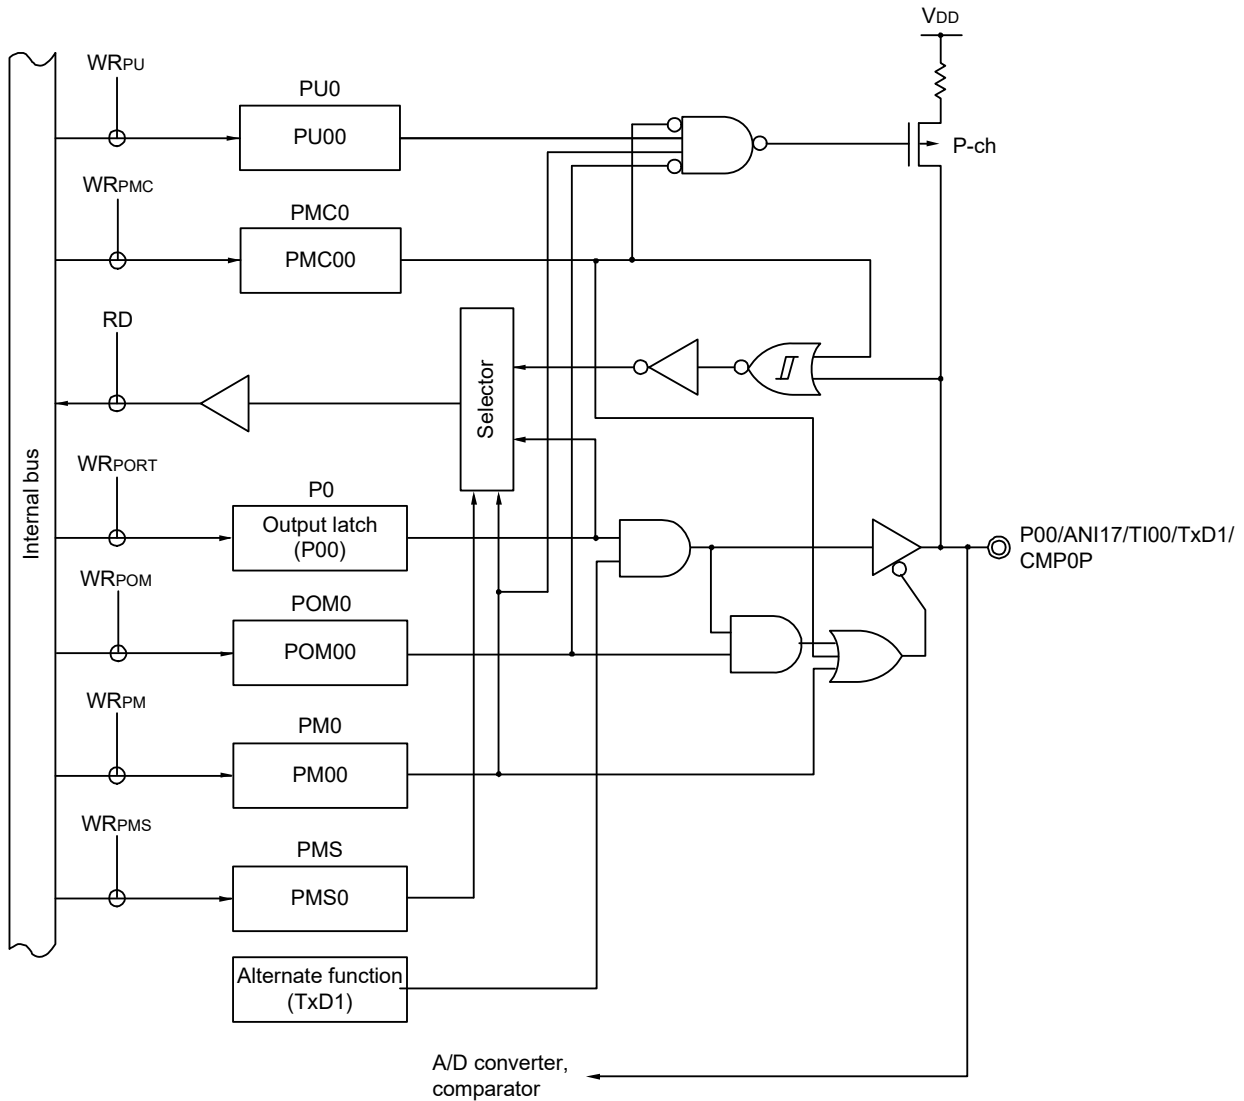 VDD
WRPU
PU0
PU00
P-ch
WRPMC
PMC0
PMC00
RD
Selector
Internal bus
WRPORT
P0
Output latch
(P00)
P00/ANI17/TI00/TxD1/
CMP0P
WRPOM
POM0
POM00
WRPM
PM0
PM00
WRPMS
PMS
PMS0
Alternate function
(TxD1)
A/D converter,
comparator